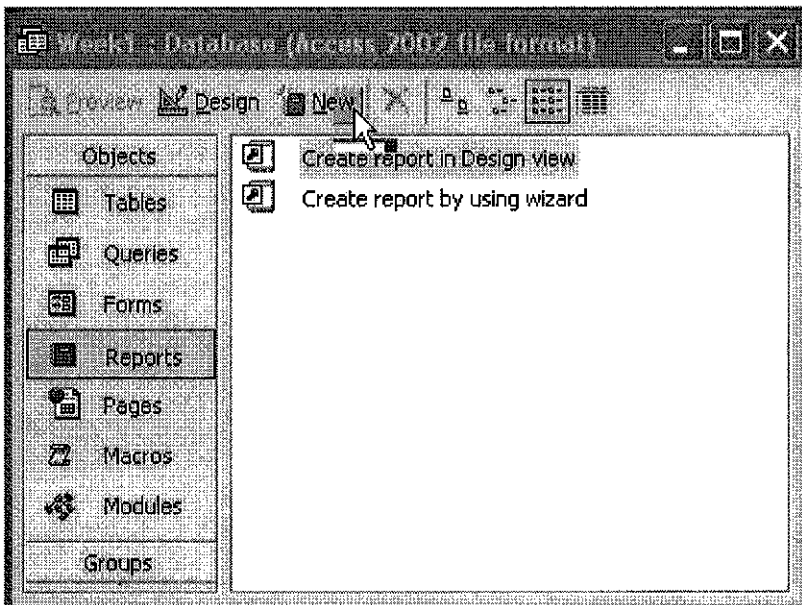 Week1 : Database (Access 2002 file format)
Preview Design New
Objects
Tables
Queries
Forms
Reports
Pages
Macros
Modules
Groups
Create report in Design view
Create report by using wizard